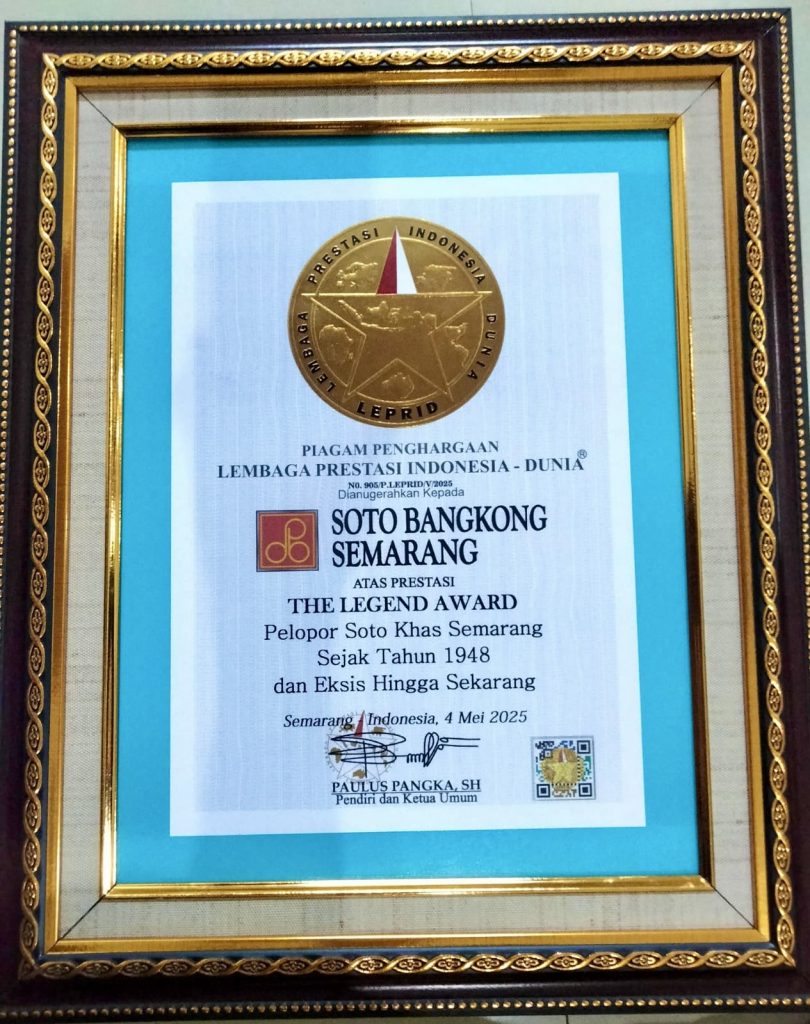 LEMBAGA PRESTASI INDONESIA DUNIA
LEPRID
PIAGAM PENGHARGAAN
LEMBAGA PRESTASI INDONESIA - DUNIA®
N0. 905/P.LEPRID/V/2025
Dianugerahkan Kepada
SOTO BANGKONG
SEMARANG
ATAS PRESTASI
THE LEGEND AWARD
Pelopor Soto Khas Semarang
Sejak Tahun 1948
dan Eksis Hingga Sekarang
Semarang, Indonesia, 4 Mei 2025
PAULUS PANGKA, SH
Pendiri dan Ketua Umum